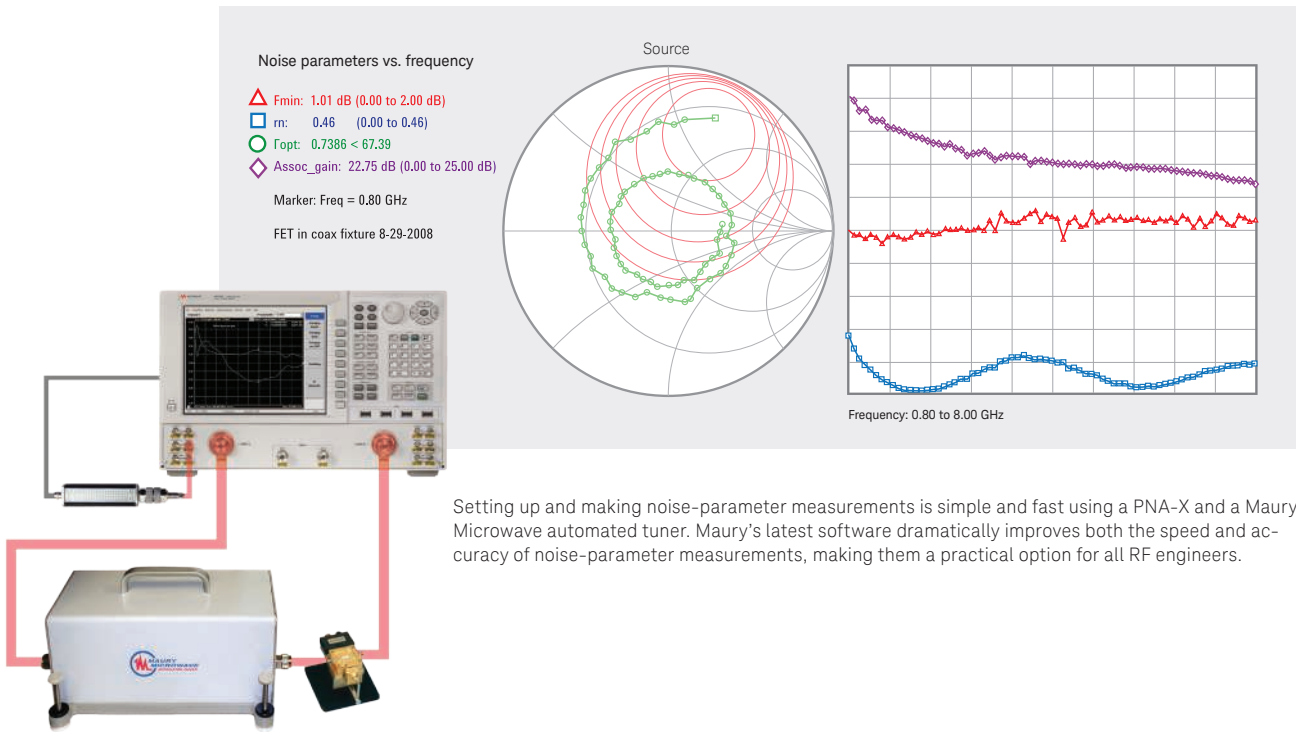 Noise parameters vs. frequency
Fmin: 1.01 dB (0.00 to 2.00 dB)
rn: 0.46 (0.00 to 0.46)
Γopt: 0.7386 < 67.39
Assoc_gain: 22.75 dB (0.00 to 25.00 dB)
Marker: Freq = 0.80 GHz
FET in coax fixture 8-29-2008
Source
Frequency: 0.80 to 8.00 GHz
Setting up and making noise-parameter measurements is simple and fast using a PNA-X and a Maury
Microwave automated tuner. Maury’s latest software dramatically improves both the speed and ac-
curacy of noise-parameter measurements, making them a practical option for all RF engineers.
MAURY
MICROWAVE